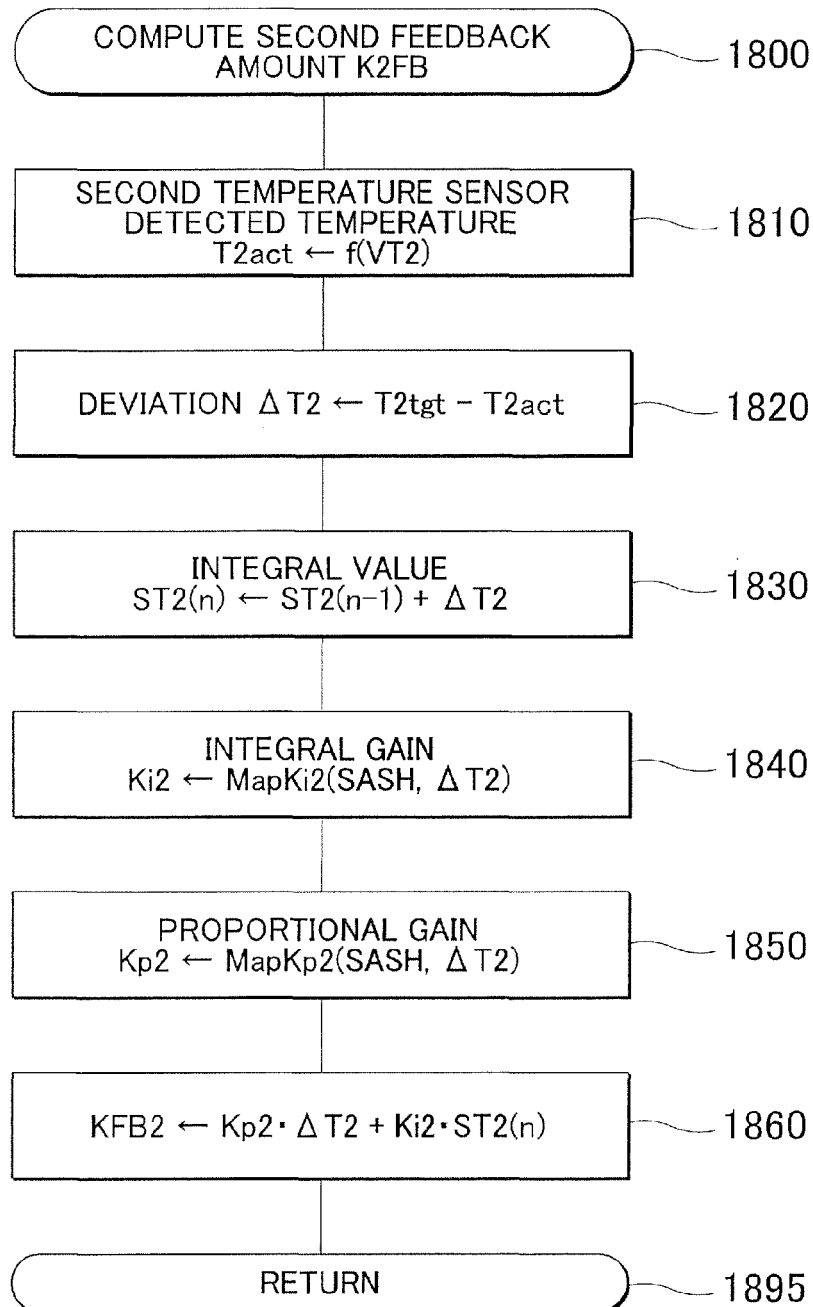 COMPUTE SECOND FEEDBACK
AMOUNT K2FB
1800
SECOND TEMPERATURE SENSOR
DETECTED TEMPERATURE
T2act ← f(VT2)
1810
DEVIATION ΔT2 ← T2tgt − T2act
1820
INTEGRAL VALUE
ST2(n) ← ST2(n-1) + ΔT2
1830
INTEGRAL GAIN
Ki2 ← MapKi2(SASH, ΔT2)
1840
PROPORTIONAL GAIN
Kp2 ← MapKp2(SASH, ΔT2)
1850
KFB2 ← Kp2・ΔT2 + Ki2・ST2(n)
1860
RETURN
1895